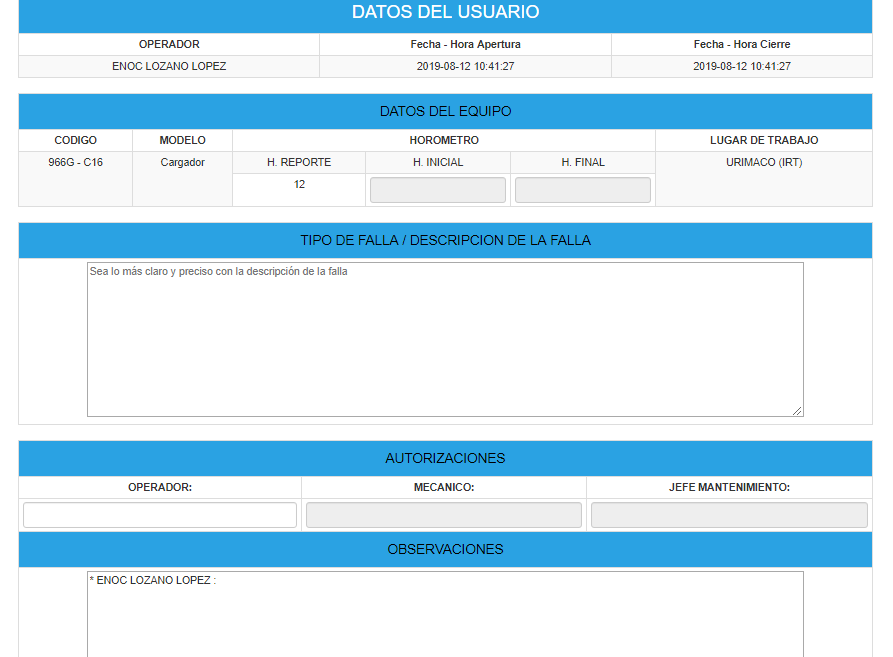 DATOS DEL USUARIO
OPERADOR Fecha - Hora Apertura Fecha - Hora Cierre
ENOC LOZANO LOPEZ 2019-08-12 10:41:27 2019-08-12 10:41:27
DATOS DEL EQUIPO
CODIGO MODELO HOROMETRO LUGAR DE TRABAJO
966G - C16 Cargador H. REPORTE H. INICIAL H. FINAL URIMACO (IRT)
12
TIPO DE FALLA / DESCRIPCION DE LA FALLA
Sea lo más claro y preciso con la descripción de la falla
AUTORIZACIONES
OPERADOR: MECANICO: JEFE MANTENIMIENTO:
OBSERVACIONES
* ENOC LOZANO LOPEZ :